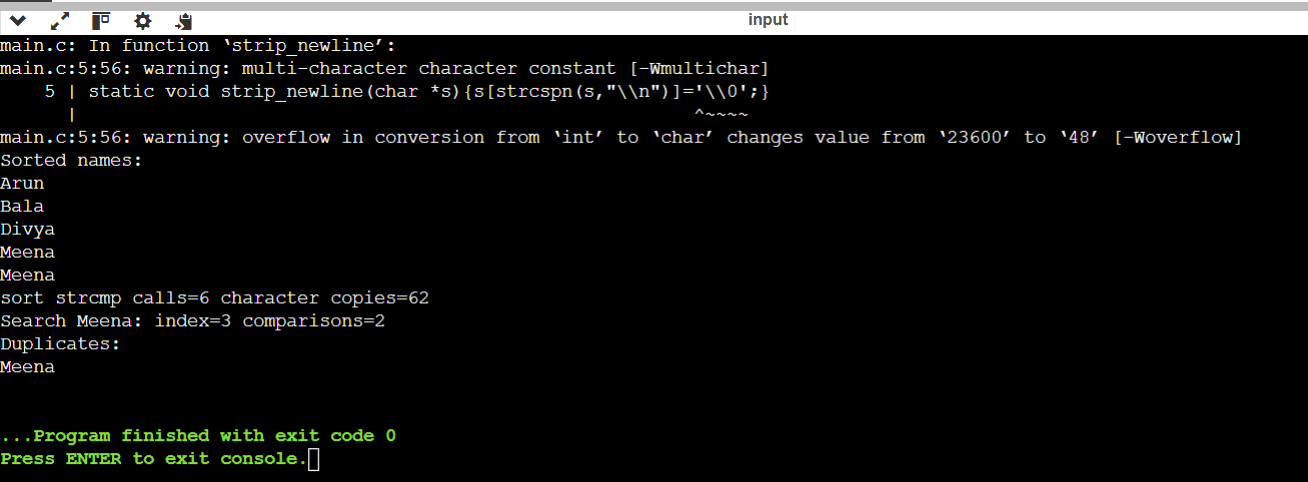 input
main.c: In function ‘strip_newline’:
main.c:5:56: warning: multi-character character constant [-Wmultichar]
    5 | static void strip_newline(char *s){s[strcspn(s,"\\n")]='\\0';}
      |                                                        ^~~~~
main.c:5:56: warning: overflow in conversion from ‘int’ to ‘char’ changes value from ‘23600’ to ‘48’ [-Woverflow]
Sorted names:
Arun
Bala
Divya
Meena
Meena
sort strcmp calls=6 character copies=62
Search Meena: index=3 comparisons=2
Duplicates:
Meena
...Program finished with exit code 0
Press ENTER to exit console.